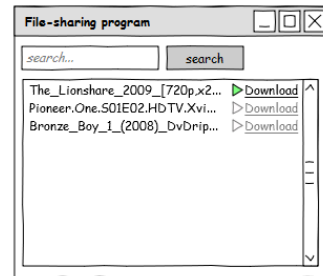 File-sharing program
search... search
The_Lionshare_2009_[720p,x2... Download
Pioneer.One.S01E02.HDTV.Xvi... Download
Bronze_Boy_1_(2008)_DvDrip... Download